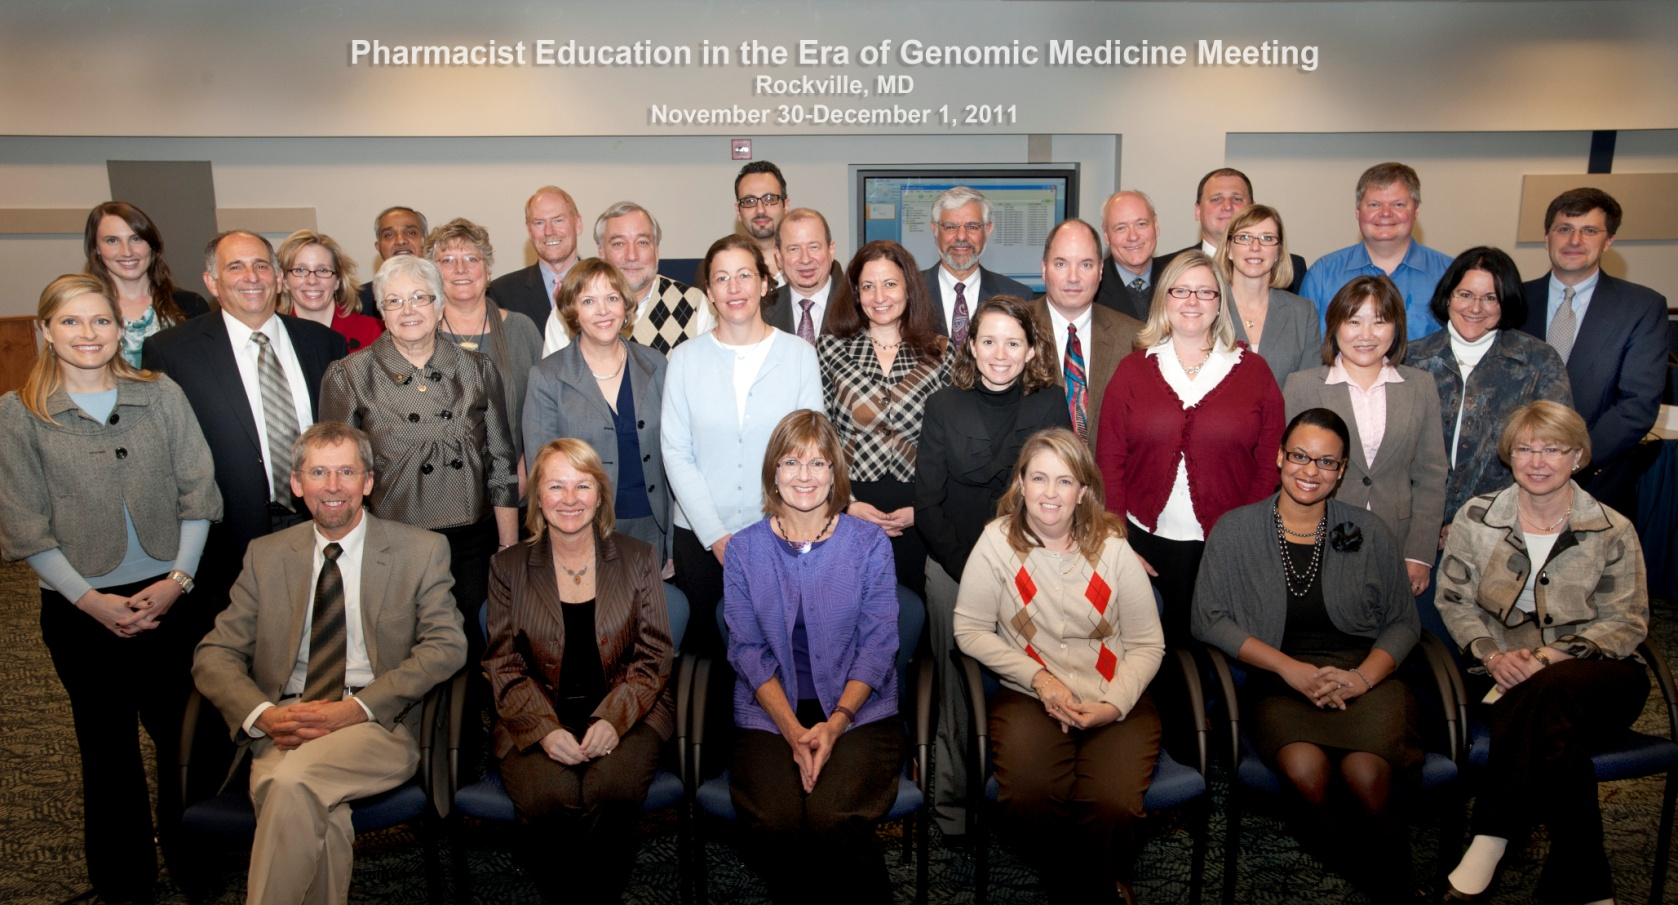 Pharmacist Education in the Era of Genomic Medicine Meeting
Rockville, MD
November 30-December 1, 2011